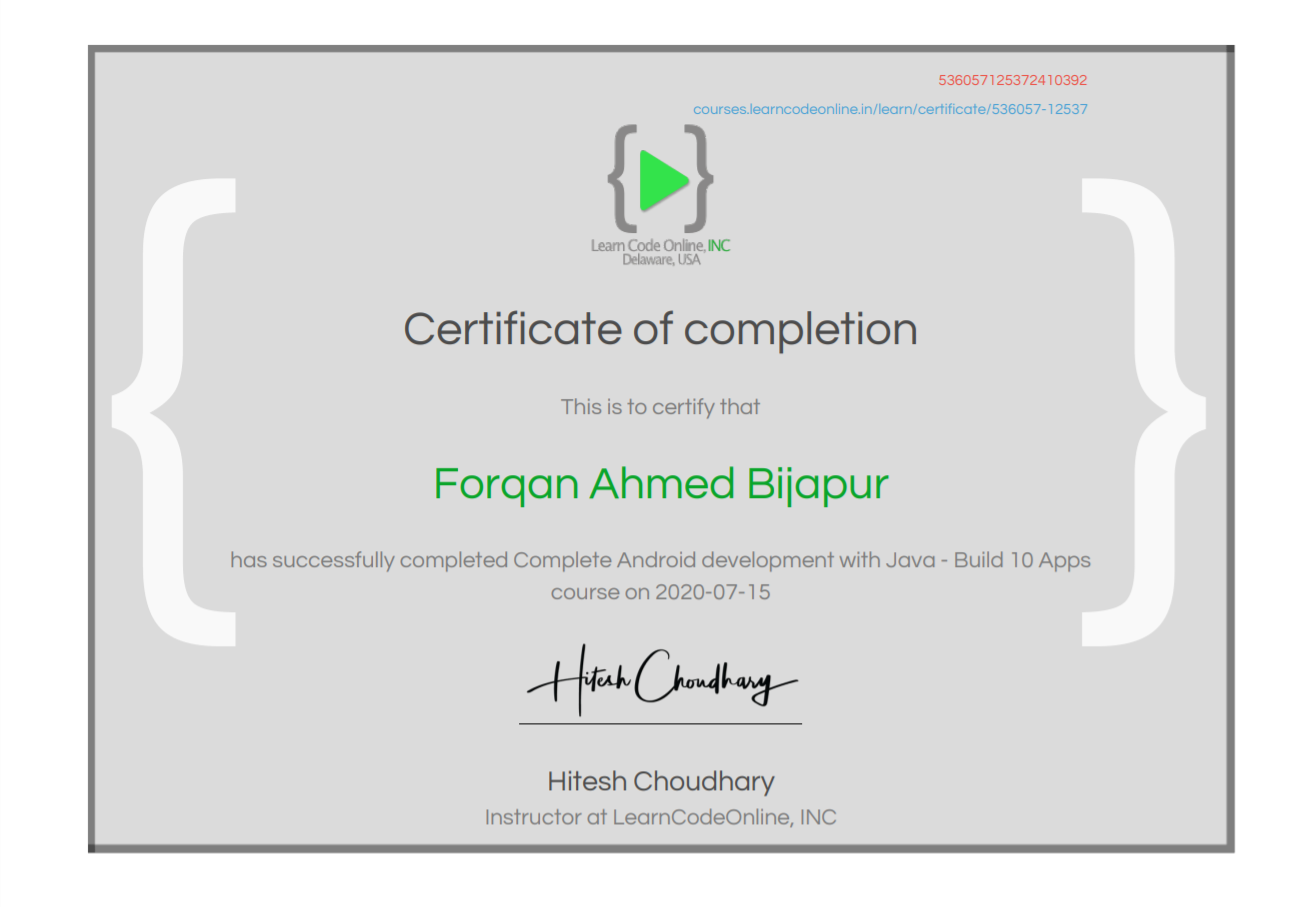 536057125372410392
courses.learncodeonline.in/learn/certificate/536057-12537
Learn Code Online, INC
Delaware, USA
Certificate of completion
This is to certify that
Forqan Ahmed Bijapur
has successfully completed Complete Android development with Java - Build 10 Apps
course on 2020-07-15
Hitesh Choudhary
Hitesh Choudhary
Instructor at LearnCodeOnline, INC